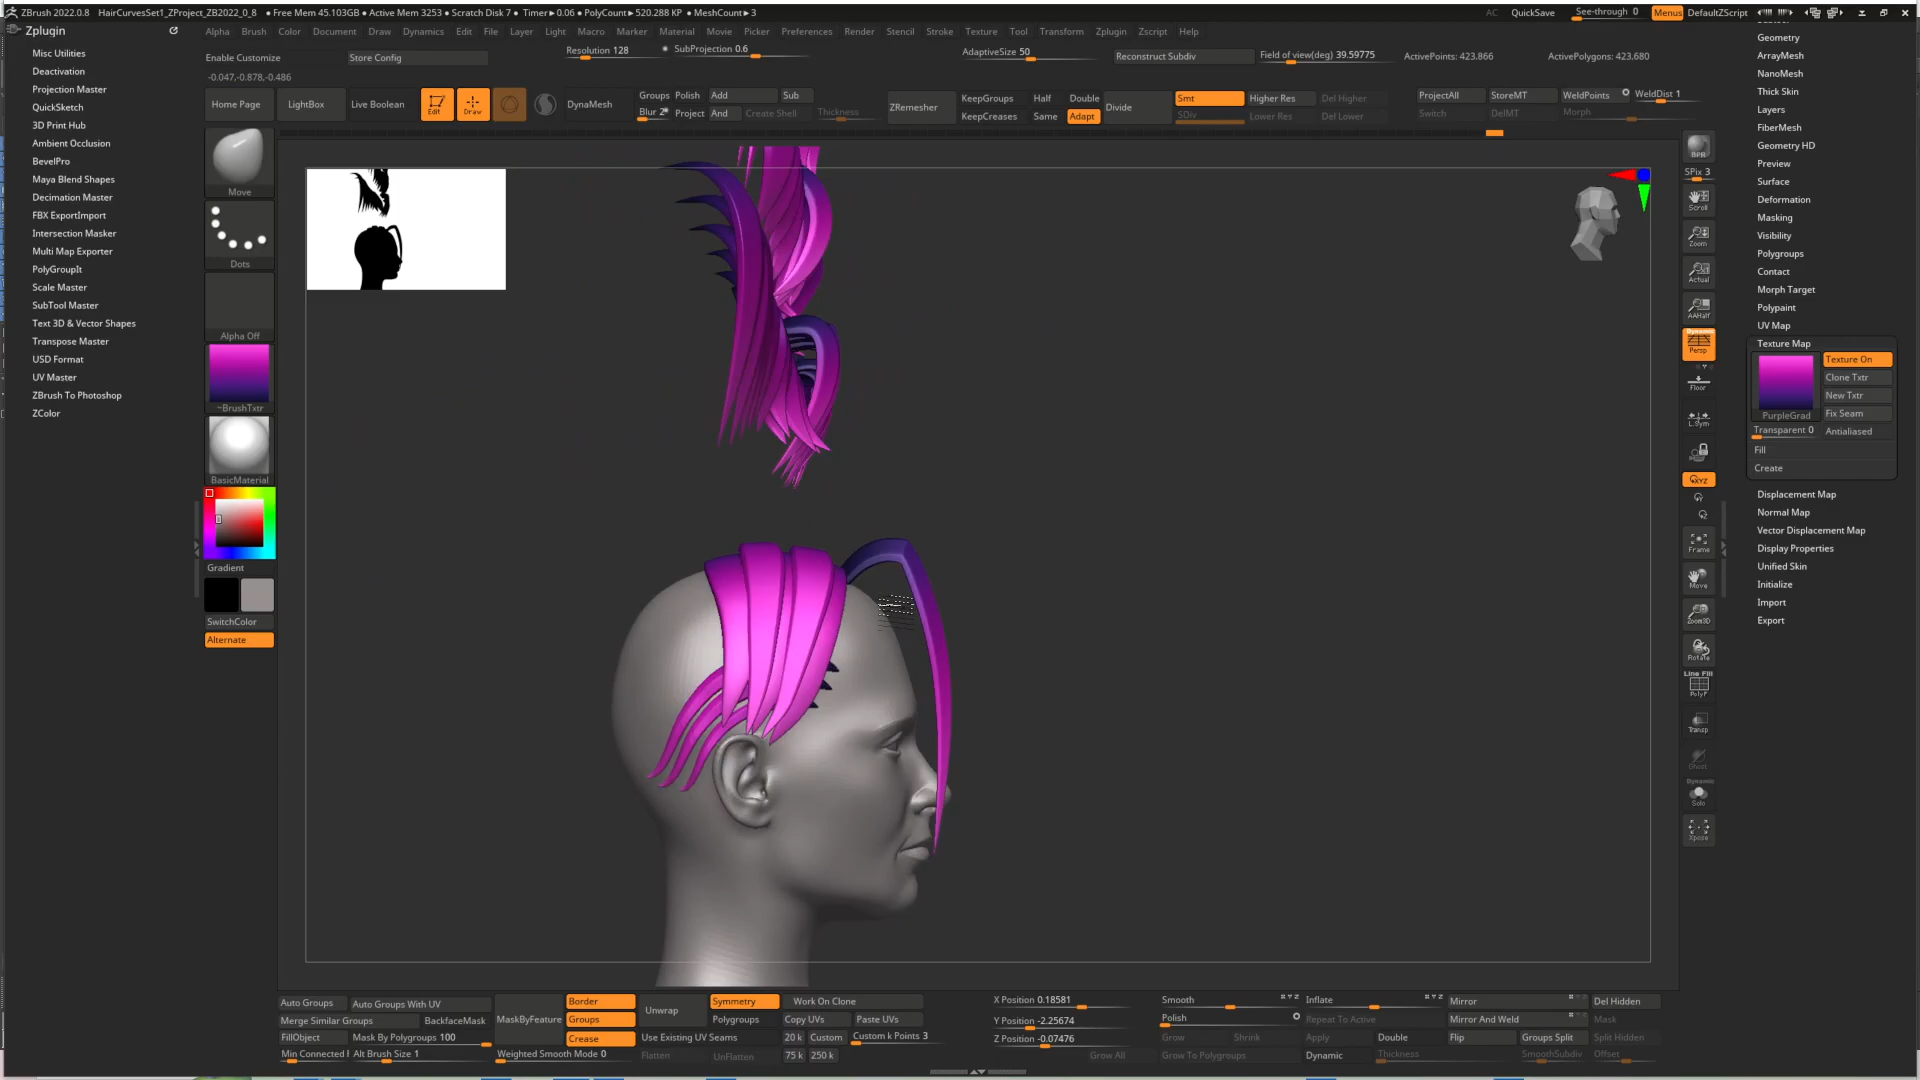 ZBrush 2022.0.8 HairCurvesSet1_ZProject_ZB2022_0_8 • Free Mem 45.103GB • Active Mem 3253 • Scratch Disk 7 • Timer▸0.06 • PolyCount▸520.288 KP • MeshCount▸3
AC QuickSave See-through 0 Menus DefaultZScript
Zplugin
Alpha Brush Color Document Draw Dynamics Edit File Layer Light Macro Marker Material Movie Picker Preferences Render Stencil Stroke Texture Tool Transform Zplugin Zscript Help
Misc Utilities
Deactivation
Projection Master
QuickSketch
3D Print Hub
Ambient Occlusion
BevelPro
Maya Blend Shapes
Decimation Master
FBX ExportImport
Intersection Masker
Multi Map Exporter
PolyGroupIt
Scale Master
SubTool Master
Text 3D & Vector Shapes
Transpose Master
USD Format
UV Master
ZBrush To Photoshop
ZColor
Enable Customize Store Config
Resolution 128 SubProjection 0.6
AdaptiveSize 50
Reconstruct Subdiv
Field of view(deg) 39.59775
ActivePoints: 423,866 ActivePolygons: 423,680
-0.047,-0.878,-0.486
Home Page LightBox Live Boolean Edit Draw DynaMesh
Groups Polish Add Sub
Blur 2 Project And Create Shell Thickness
ZRemesher
KeepGroups Half Double
KeepCreases Same Adapt
Divide
Smt Higher Res Del Higher
SDiv Lower Res Del Lower
ProjectAll StoreMT WeldPoints WeldDist 1
Switch DelMT Morph
Move
Dots
Alpha Off
~BrushTxtr
BasicMaterial
Gradient
SwitchColor
Alternate
BPR
SPix 3
Scroll
Zoom
Actual
AAHalf
Dynamic
Persp
Floor
L.Sym
XYZ
Frame
Move
Zoom3D
Rotate
Line Fill
PolyF
Transp
Ghost
Dynamic
Solo
Xpose
Geometry
ArrayMesh
NanoMesh
Thick Skin
Layers
FiberMesh
Geometry HD
Preview
Surface
Deformation
Masking
Visibility
Polygroups
Contact
Morph Target
Polypaint
UV Map
Texture Map
Texture On
Clone Txtr
New Txtr
PurpleGrad Fix Seam
Transparent 0 Antialiased
Fill
Create
Displacement Map
Normal Map
Vector Displacement Map
Display Properties
Unified Skin
Initialize
Import
Export
Auto Groups Auto Groups With UV
Merge Similar Groups BackfaceMask
FillObject Mask By Polygroups 100
Min Connected Alt Brush Size 1
MaskByFeature
Border
Groups
Crease
Weighted Smooth Mode 0
Unwrap Symmetry Work On Clone
Polygroups Copy UVs Paste UVs
Use Existing UV Seams 20 k Custom Custom k Points 3
Flatten UnFlatten 75 k 250 k
X Position 0.18581
Y Position -2.25674
Z Position -0.07476
Smooth Inflate Mirror Del Hidden
Polish Repeat To Active Mirror And Weld Mask
Grow Shrink Apply Double Flip Groups Split Split Hidden
Grow All Grow To Polygroups Dynamic Thickness SmoothSubdiv Offset